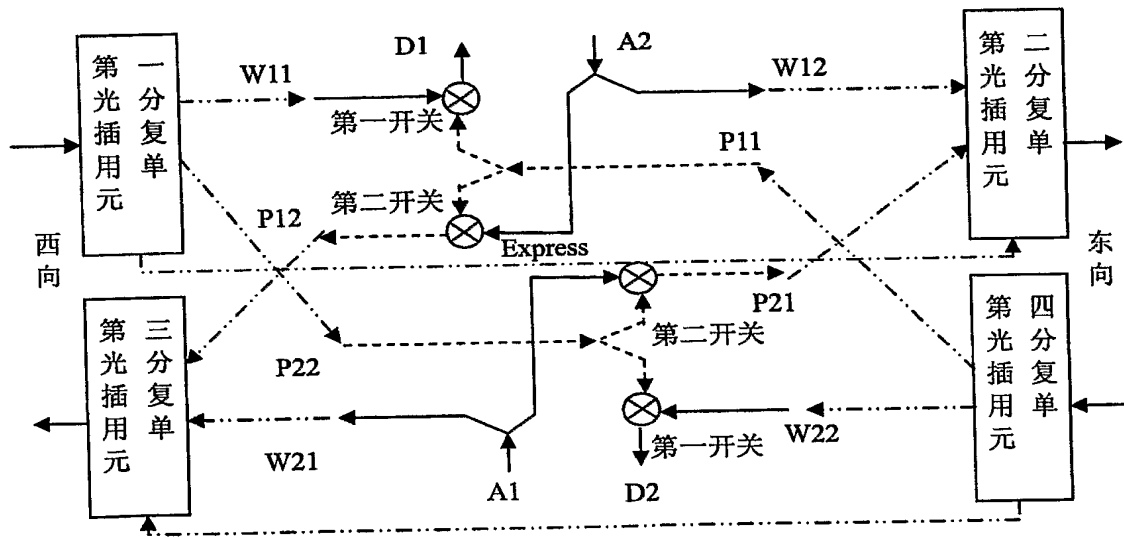 第一光分插复用单元
W11
D1
第一开关
A2
W12
第二光分插复用单元
P11
第二开关
P12
Express
西向
东向
P21
第二开关
第三光分插复用单元
P22
第四光分插复用单元
W21
A1
第一开关
D2
W22